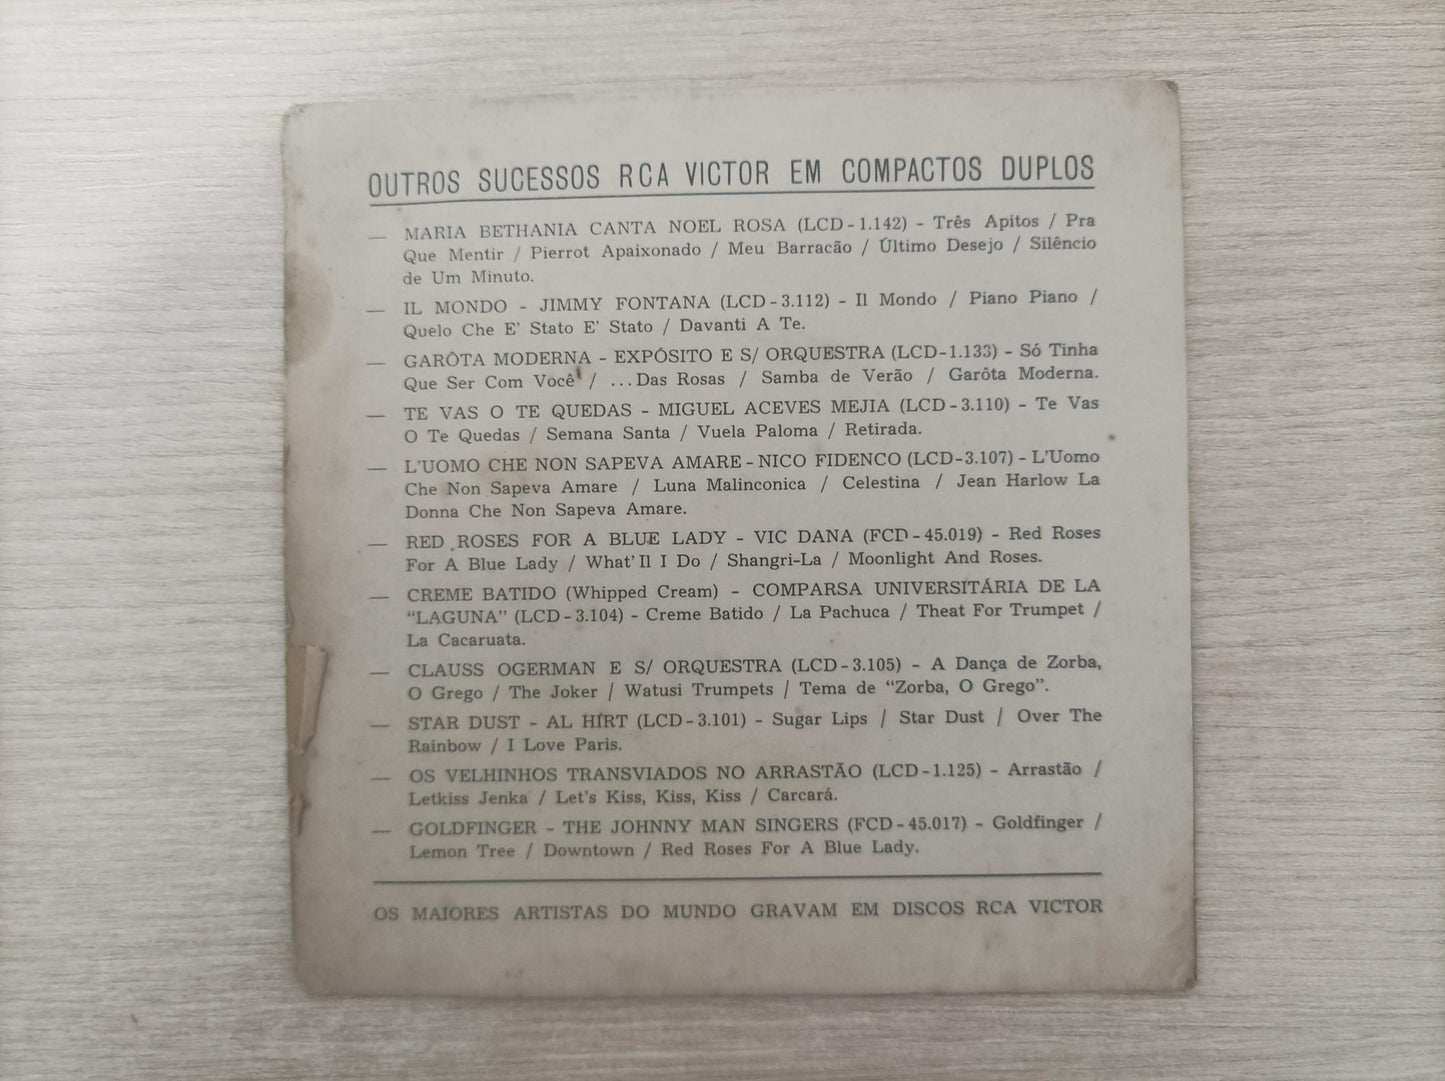 OUTROS SUCESSOS RCA VICTOR EM COMPACTOS DUPLOS
— MARIA BETHANIA CANTA NOEL ROSA (LCD-1.142) - Três Apitos / Pra
Que Mentir / Pierrot Apaixonado / Meu Barracão / Último Desejo / Silêncio
de Um Minuto.
— IL MONDO - JIMMY FONTANA (LCD-3.112) - Il Mondo / Piano Piano /
Quelo Che E' Stato E' Stato / Davanti A Te.
— GARÔTA MODERNA - EXPÓSITO E S/ ORQUESTRA (LCD-1.133) - Só Tinha
Que Ser Com Você / ...Das Rosas / Samba de Verão / Garôta Moderna.
— TE VAS O TE QUEDAS - MIGUEL ACEVES MEJIA (LCD-3.110) - Te Vas
O Te Quedas / Semana Santa / Vuela Paloma / Retirada.
— L'UOMO CHE NON SAPEVA AMARE - NICO FIDENCO (LCD-3.107) - L'Uomo
Che Non Sapeva Amare / Luna Malinconica / Celestina / Jean Harlow La
Donna Che Non Sapeva Amare.
— RED ROSES FOR A BLUE LADY - VIC DANA (FCD-45.019) - Red Roses
For A Blue Lady / What'll I Do / Shangri-La / Moonlight And Roses.
— CREME BATIDO (Whipped Cream) - COMPARSA UNIVERSITÁRIA DE LA
"LAGUNA" (LCD-3.104) - Creme Batido / La Pachuca / Theat For Trumpet /
La Cacaruata.
— CLAUSS OGERMAN E S/ ORQUESTRA (LCD-3.105) - A Dança de Zorba,
O Grego / The Joker / Watusi Trumpets / Tema de "Zorba, O Grego".
— STAR DUST - AL HIRT (LCD-3.101) - Sugar Lips / Star Dust / Over The
Rainbow / I Love Paris.
— OS VELHINHOS TRANSVIADOS NO ARRASTÃO (LCD-1.125) - Arrastão /
Letkiss Jenka / Let's Kiss, Kiss, Kiss / Carcará.
— GOLDFINGER - THE JOHNNY MAN SINGERS (FCD-45.017) - Goldfinger /
Lemon Tree / Downtown / Red Roses For A Blue Lady.
OS MAIORES ARTISTAS DO MUNDO GRAVAM EM DISCOS RCA VICTOR